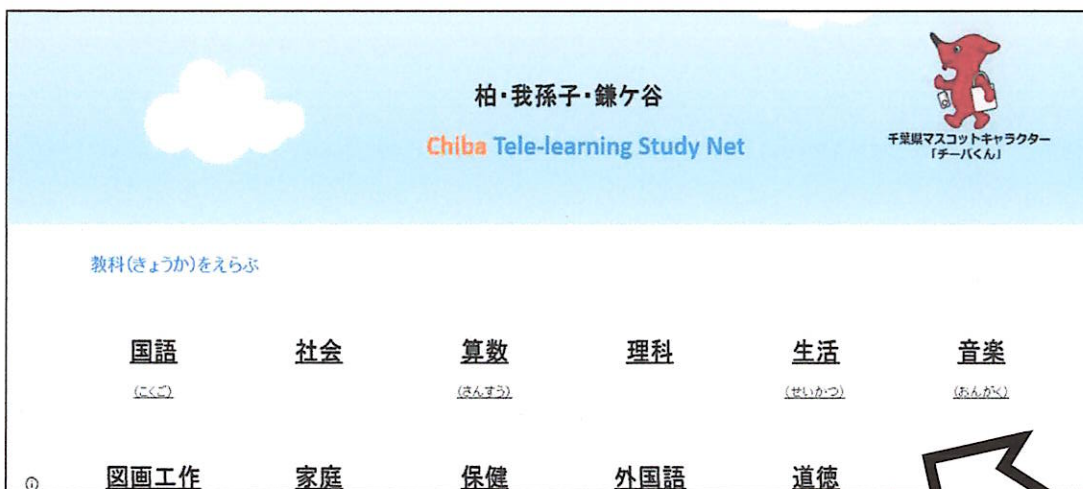 柏・我孫子・鎌ケ谷
Chiba Tele-learning Study Net
千葉県マスコットキャラクター
「チーバくん」
教科(きょうか)をえらぶ
国語 社会 算数 理科 生活 音楽
(こくご) (さんすう) (せいかつ) (おんがく)
図画工作 家庭 保健 外国語 道徳